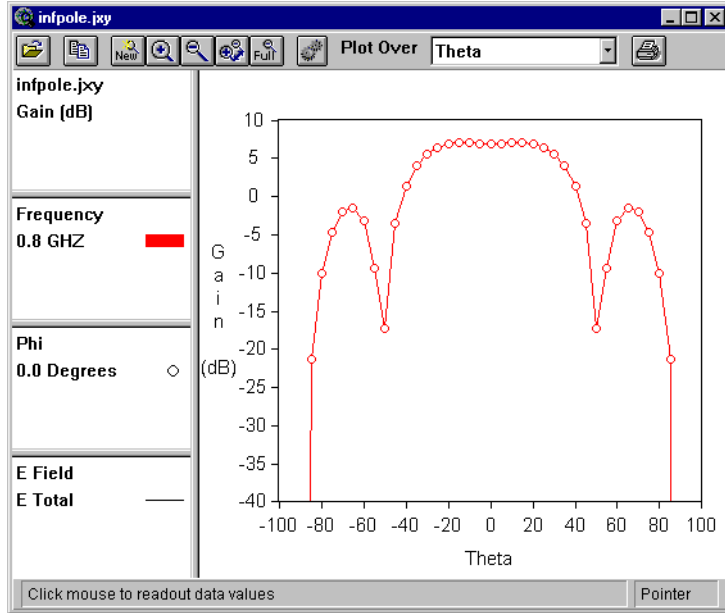 infpole.jxy
New Full Plot Over Theta
infpole.jxy
Gain (dB)
Frequency
0.8 GHZ
Phi
0.0 Degrees
E Field
E Total
Gain
(dB)
10
5
0
-5
-10
-15
-20
-25
-30
-35
-40
-100 -80 -60 -40 -20 0 20 40 60 80 100
Theta
Click mouse to readout data values Pointer